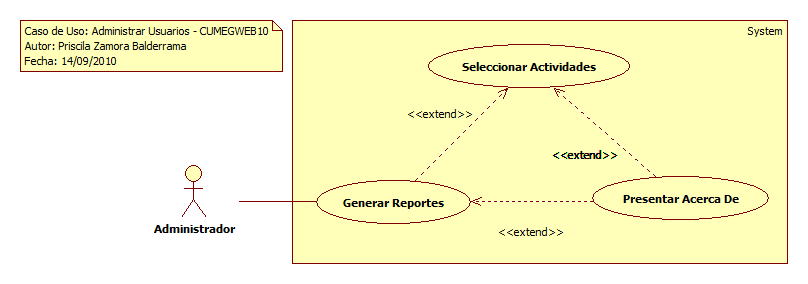 Caso de Uso: Administrar Usuarios - CUMEGWEB10
Autor: Priscila Zamora Balderrama
Fecha: 14/09/2010
System
Seleccionar Actividades
<<extend>>
<<extend>>
Administrador
Generar Reportes
Presentar Acerca De
<<extend>>